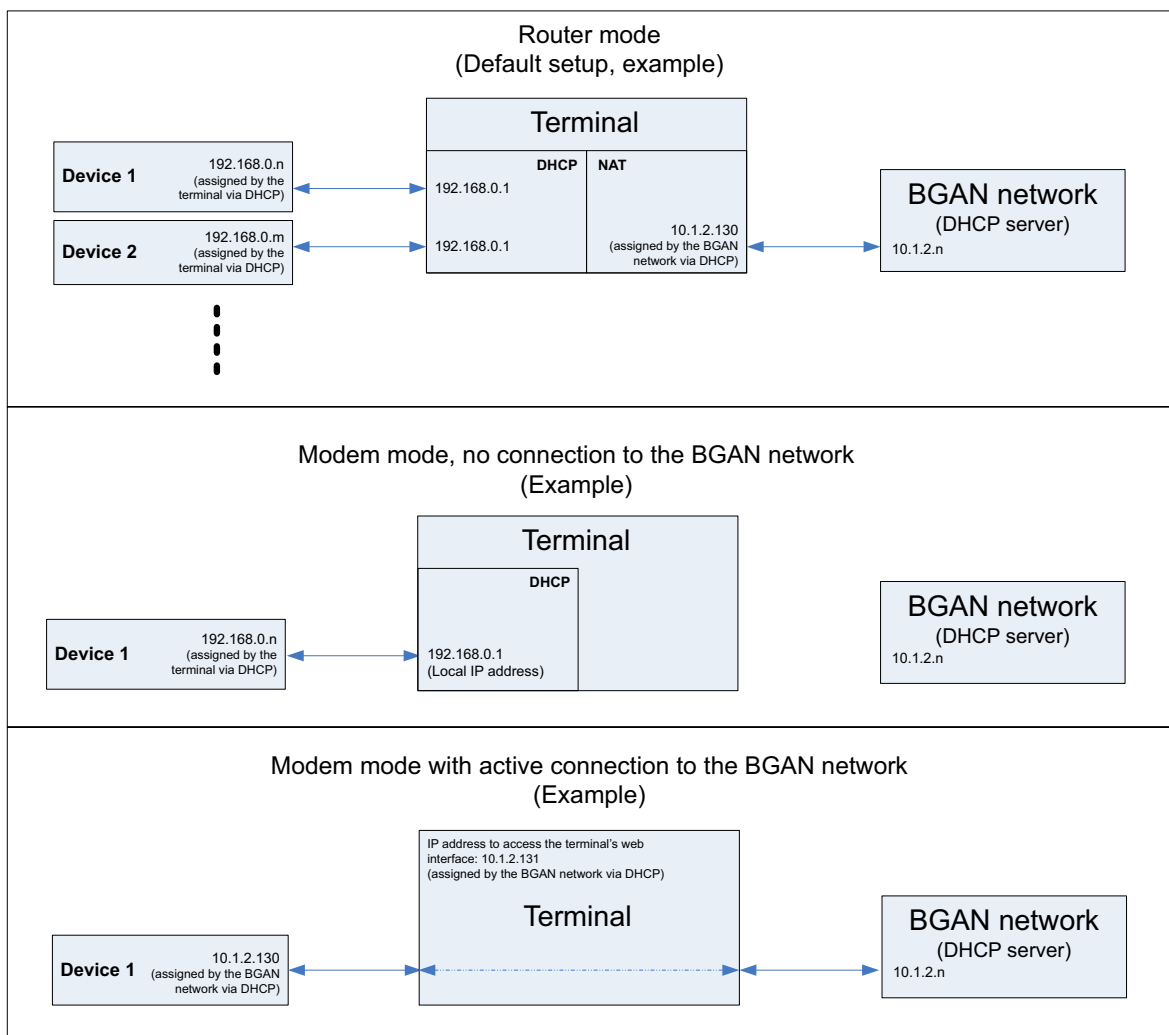 Router mode
(Default setup, example)
Device 1
192.168.0.n
(assigned by the
terminal via DHCP)
Device 2
192.168.0.m
(assigned by the
terminal via DHCP)
Terminal
DHCP
192.168.0.1
192.168.0.1
NAT
10.1.2.130
(assigned by the BGAN
network via DHCP)
BGAN network
(DHCP server)
10.1.2.n
Modem mode, no connection to the BGAN network
(Example)
Device 1
192.168.0.n
(assigned by the
terminal via DHCP)
Terminal
DHCP
192.168.0.1
(Local IP address)
BGAN network
(DHCP server)
10.1.2.n
Modem mode with active connection to the BGAN network
(Example)
Device 1
10.1.2.130
(assigned by the BGAN
network via DHCP)
IP address to access the terminal's web
interface: 10.1.2.131
(assigned by the BGAN network via DHCP)
Terminal
BGAN network
(DHCP server)
10.1.2.n